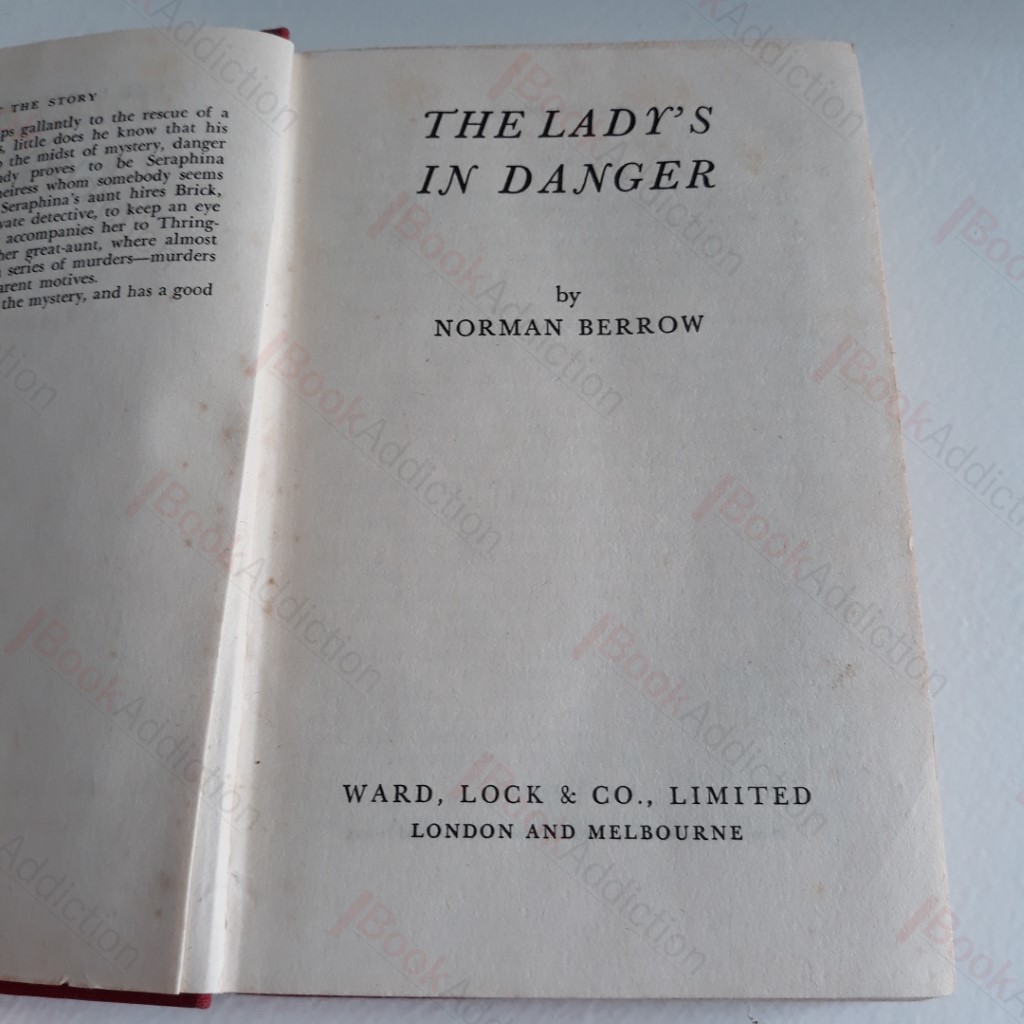 THE STORY
gallantly to the rescue of a
little does he know that his
the midst of mystery, danger
proves to be Seraphina
whom somebody seems
Seraphina's aunt hires Brick,
detective, to keep an eye
accompanies her to Thring-
her great-aunt, where almost
series of murders—murders
motives.
the mystery, and has a good
THE LADY'S
IN DANGER
by
NORMAN BERROW
WARD, LOCK & CO., LIMITED
LONDON AND MELBOURNE
BookAddiction